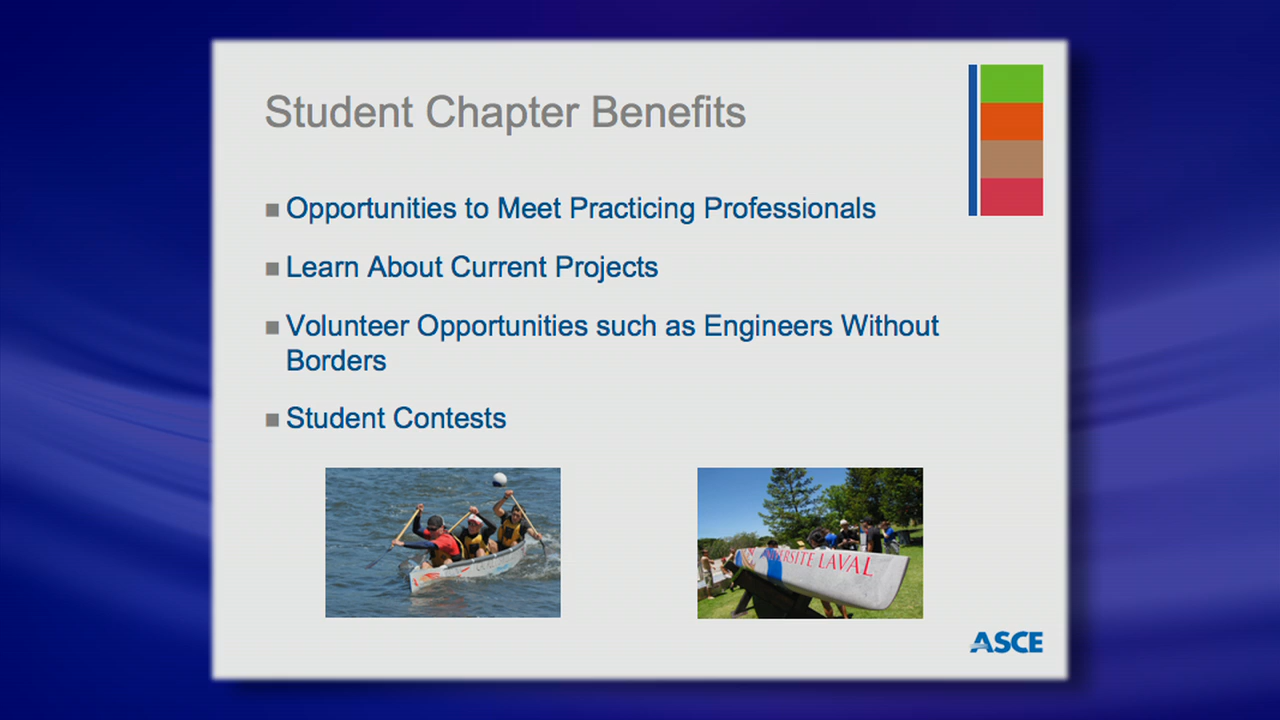 Student Chapter Benefits
Opportunities to Meet Practicing Professionals
Learn About Current Projects
Volunteer Opportunities such as Engineers Without
Borders
Student Contests
LAVAL
ASCE